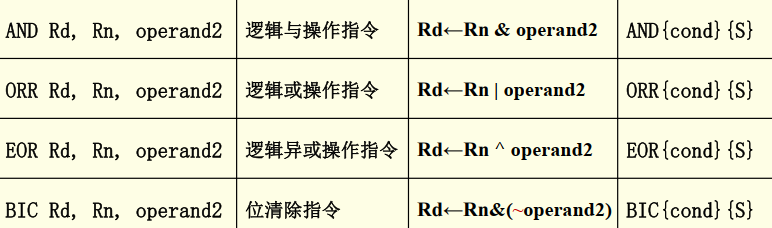 AND Rd, Rn, operand2 逻辑与操作指令 Rd←Rn & operand2 AND{cond}{S}
ORR Rd, Rn, operand2 逻辑或操作指令 Rd←Rn | operand2 ORR{cond}{S}
EOR Rd, Rn, operand2 逻辑异或操作指令 Rd←Rn ^ operand2 EOR{cond}{S}
BIC Rd, Rn, operand2 位清除指令 Rd←Rn&(~operand2) BIC{cond}{S}